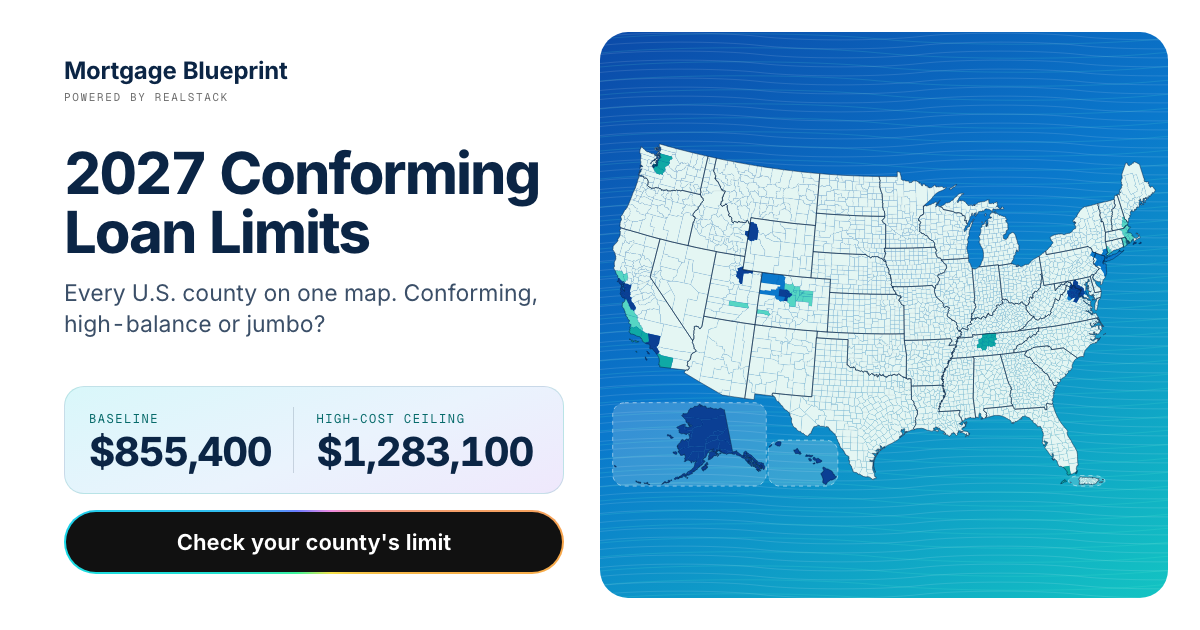 Mortgage Blueprint
POWERED BY REALSTACK
2027 Conforming
Loan Limits
Every U.S. county on one map. Conforming,
high-balance or jumbo?
BASELINE
$855,400
HIGH-COST CEILING
$1,283,100
Check your county's limit